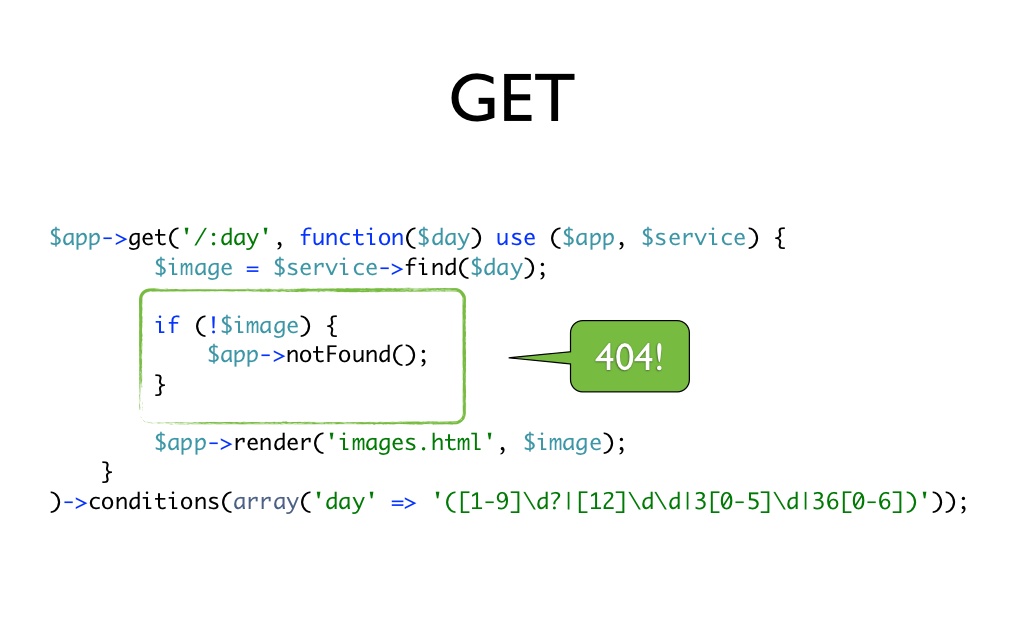 GET
$app->get('/:day', function($day) use ($app, $service) {
        $image = $service->find($day);
        if (!$image) {
            $app->notFound();
404!
        }
        $app->render('images.html', $image);
    }
)->conditions(array('day' => '([1-9]\d?|[12]\d\d|3[0-5]\d|36[0-6])'));